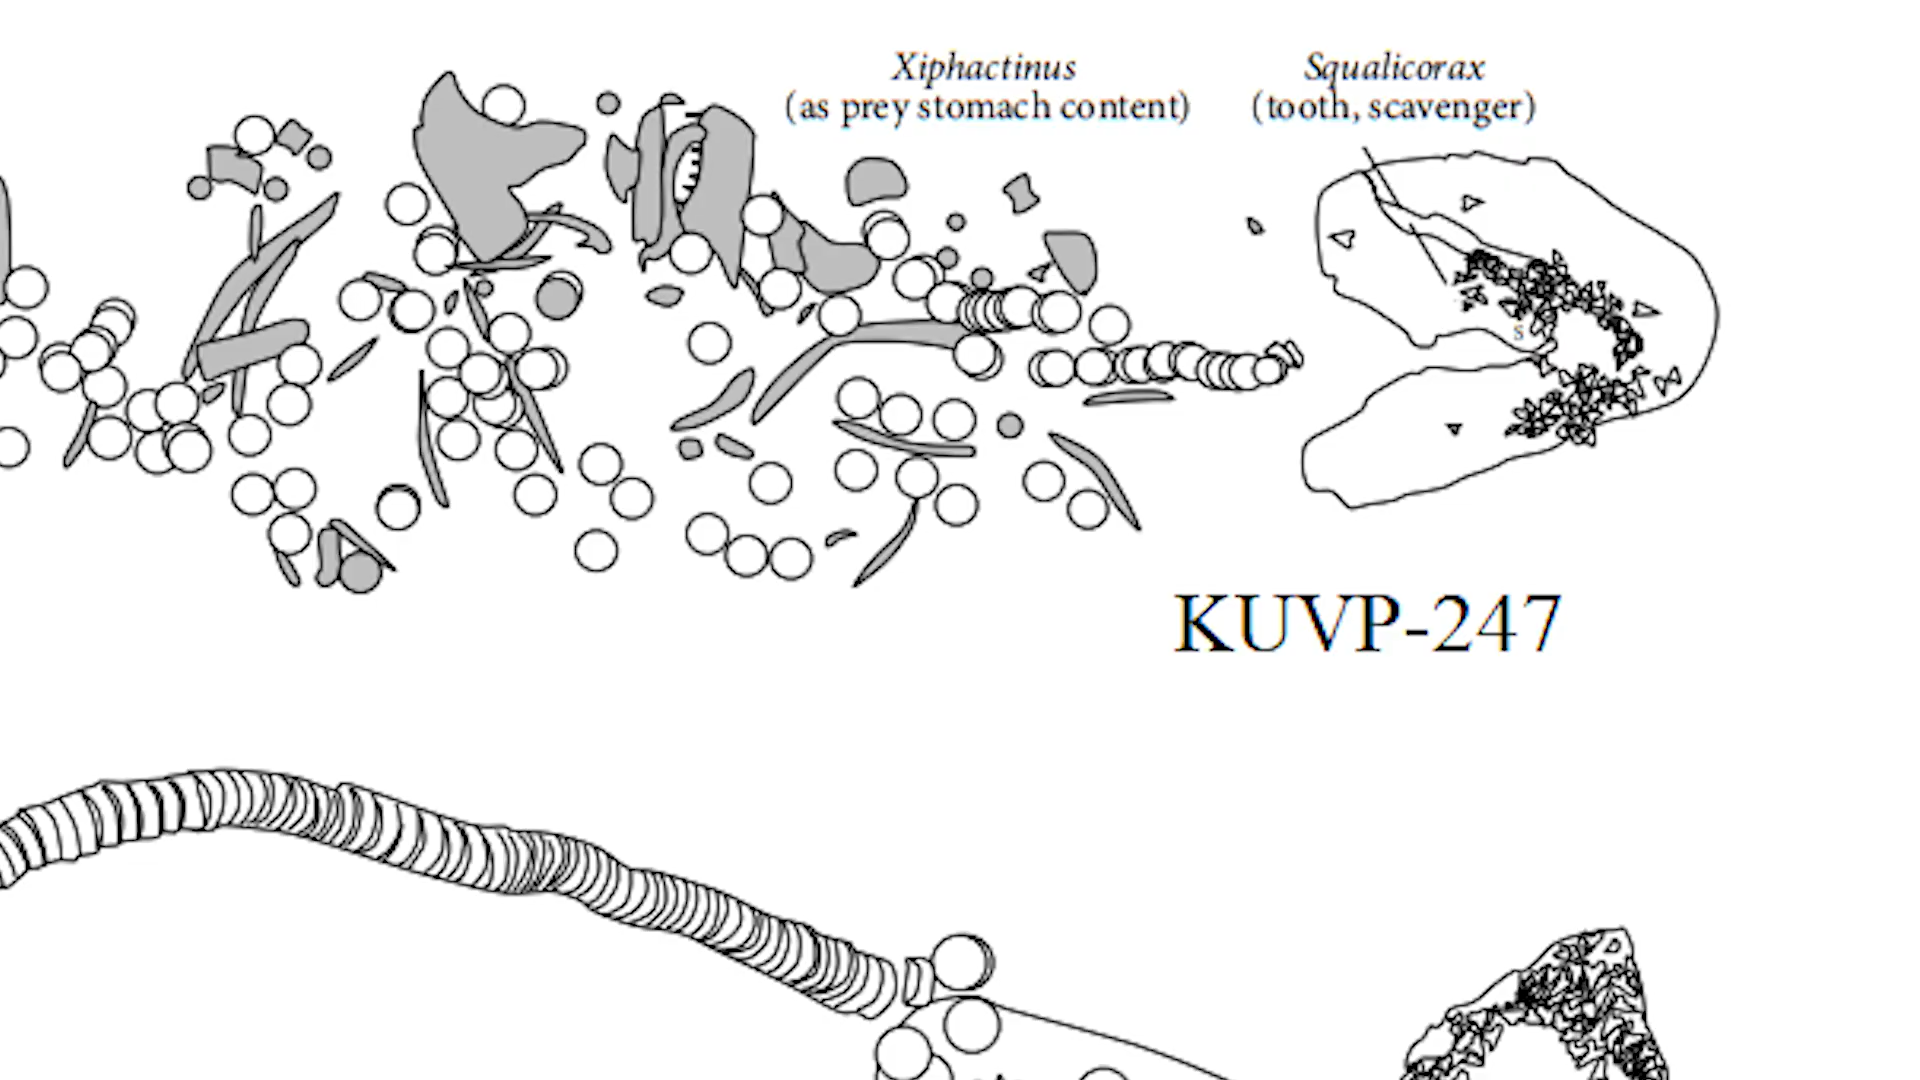 Xiphactinus
(as prey stomach content)
Squalicorax
(tooth, scavenger)
s
KUVP-247